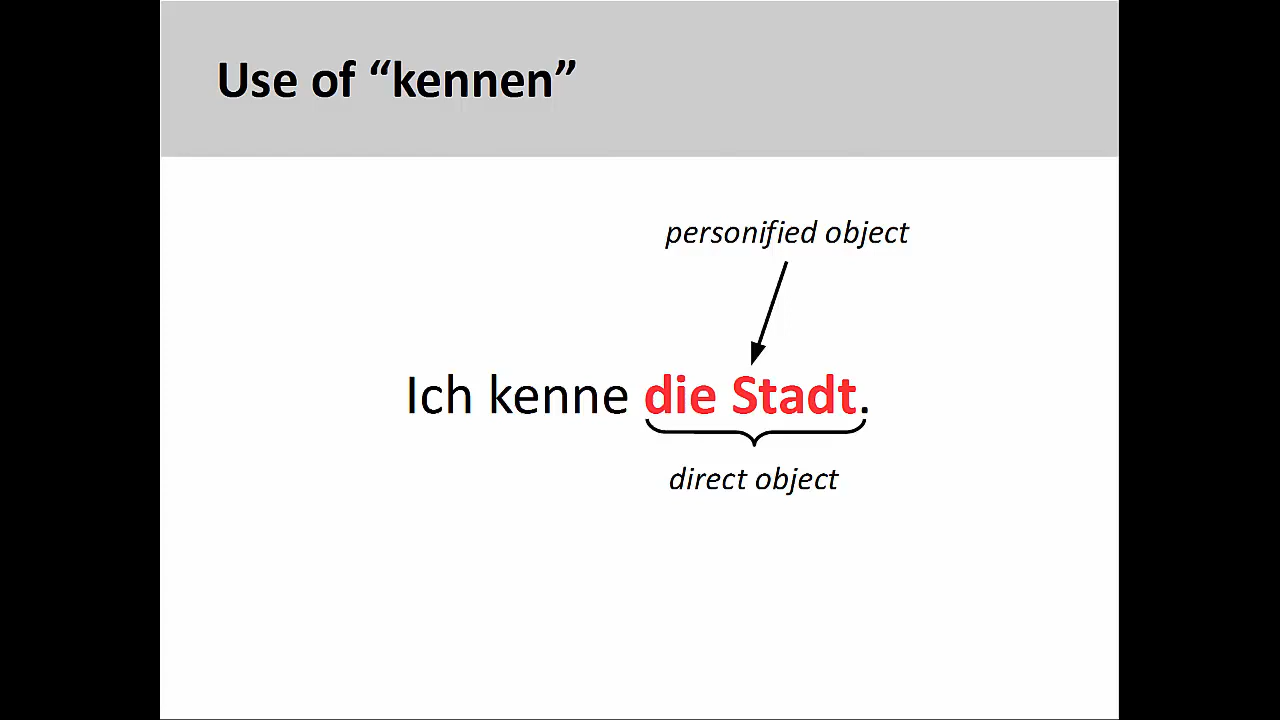 Use of “kennen”
personified object
Ich kenne die Stadt.
direct object